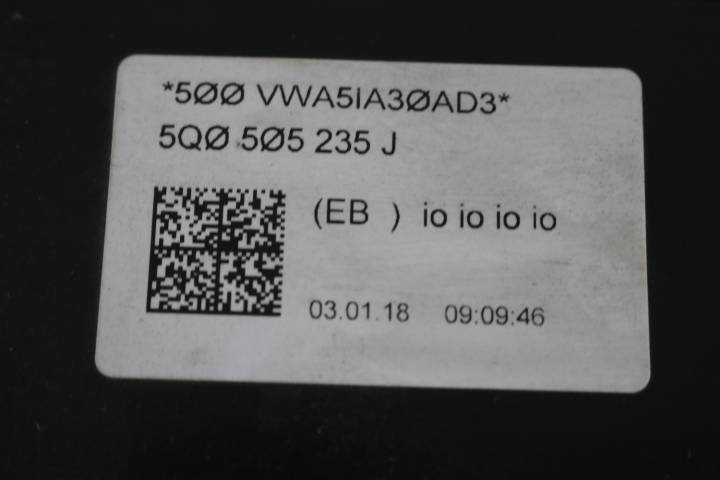 *5ØØ VWA5IA3ØAD3*
5QØ 5Ø5 235 J
(EB ) io io io io
03.01.18 09:09:46